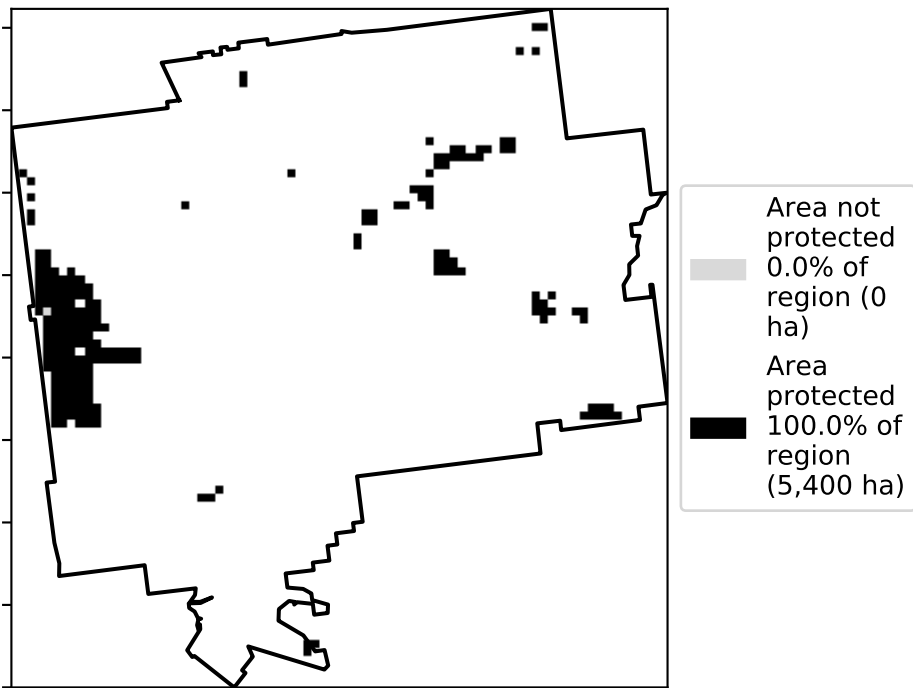 Area not
protected
0.0% of
region (0
ha)
Area
protected
100.0% of
region
(5,400 ha)